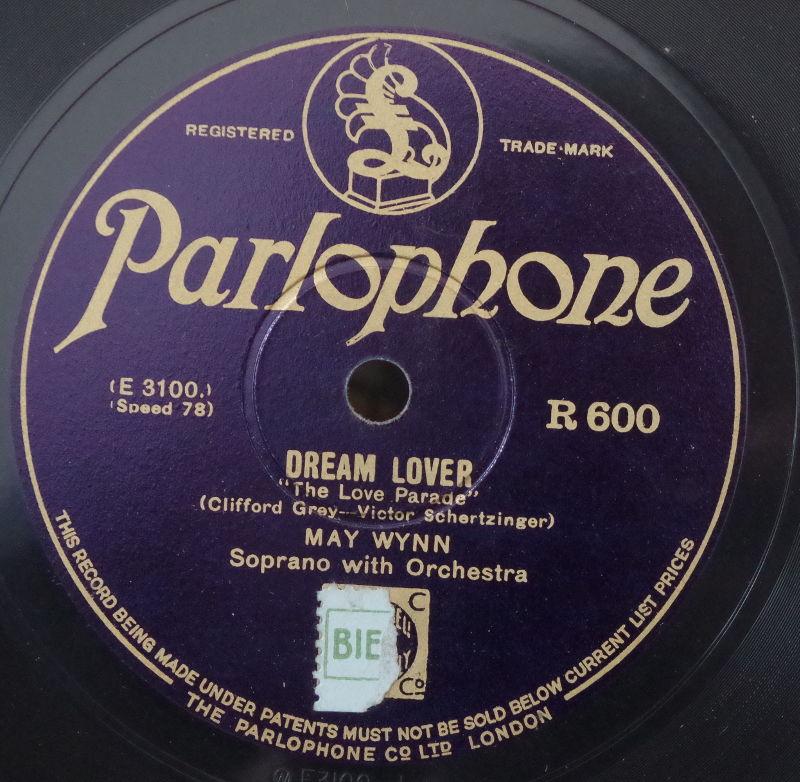 REGISTERED
TRADE·MARK
Parlophone
(E 3100.)
(Speed 78)
R 600
DREAM LOVER
"The Love Parade"
(Clifford Grey—Victor Schertzinger)
MAY WYNN
Soprano with Orchestra
BIE
C
Cº
THIS RECORD BEING MADE UNDER PATENTS MUST NOT BE SOLD BELOW CURRENT LIST PRICES
THE PARLOPHONE Cº LTD LONDON
E3100